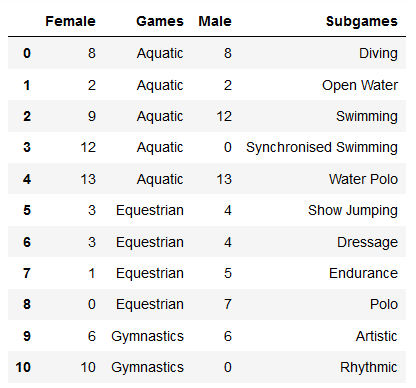 Female Games Male Subgames
0 8 Aquatic 8 Diving
1 2 Aquatic 2 Open Water
2 9 Aquatic 12 Swimming
3 12 Aquatic 0 Synchronised Swimming
4 13 Aquatic 13 Water Polo
5 3 Equestrian 4 Show Jumping
6 3 Equestrian 4 Dressage
7 1 Equestrian 5 Endurance
8 0 Equestrian 7 Polo
9 6 Gymnastics 6 Artistic
10 10 Gymnastics 0 Rhythmic